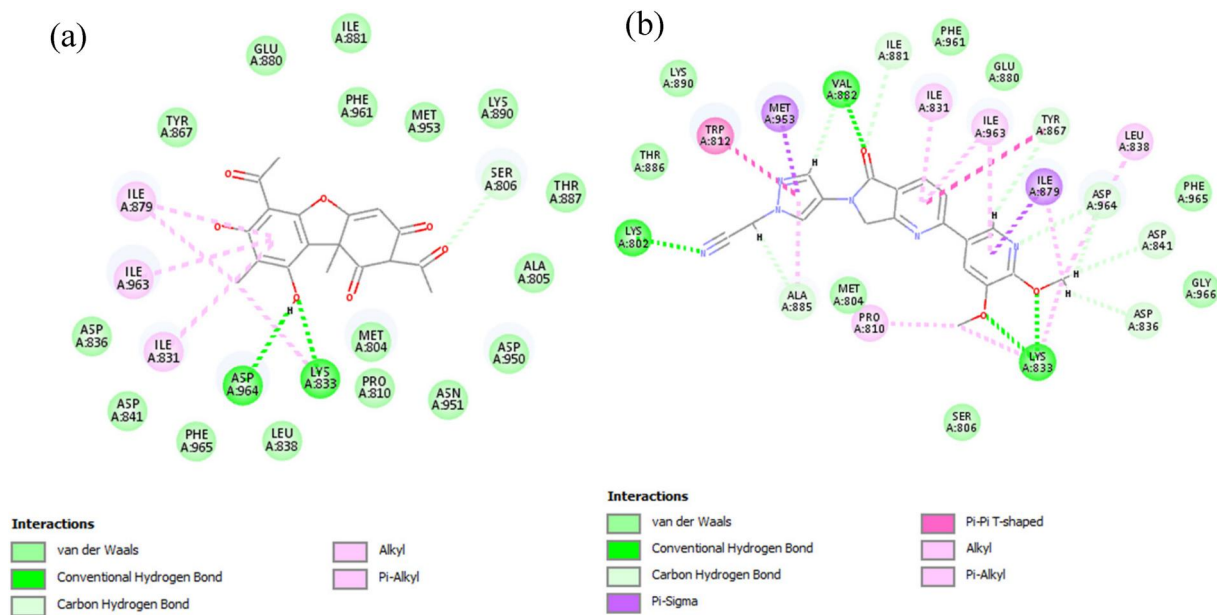 (a)
ILE
A:881
GLU
A:880
PHE
A:961
MET
A:953
LYS
A:890
TYR
A:867
SER
A:806
THR
A:887
ILE
A:879
O
O
O
O
O
O
H
O
ILE
A:963
ALA
A:805
ASP
A:836
ILE
A:831
MET
A:804
ASP
A:950
ASP
A:964
LYS
A:833
PRO
A:810
ASN
A:951
ASP
A:841
PHE
A:965
LEU
A:838
Interactions
van der Waals
Conventional Hydrogen Bond
Carbon Hydrogen Bond
Alkyl
Pi-Alkyl
(b)
PHE
A:961
ILE
A:881
GLU
A:880
LYS
A:890
VAL
A:882
MET
A:953
ILE
A:831
ILE
A:963
TYR
A:867
TRP
A:812
LEU
A:838
THR
A:886
H
O
ILE
A:879
ASP
A:964
PHE
A:965
N
N
N
H
N
LYS
A:802
N
H
N
O
H
H
ASP
A:841
ALA
A:885
MET
A:804
O
GLY
A:966
PRO
A:810
ASP
A:836
LYS
A:833
SER
A:806
Interactions
van der Waals
Conventional Hydrogen Bond
Carbon Hydrogen Bond
Pi-Sigma
Pi-Pi T-shaped
Alkyl
Pi-Alkyl